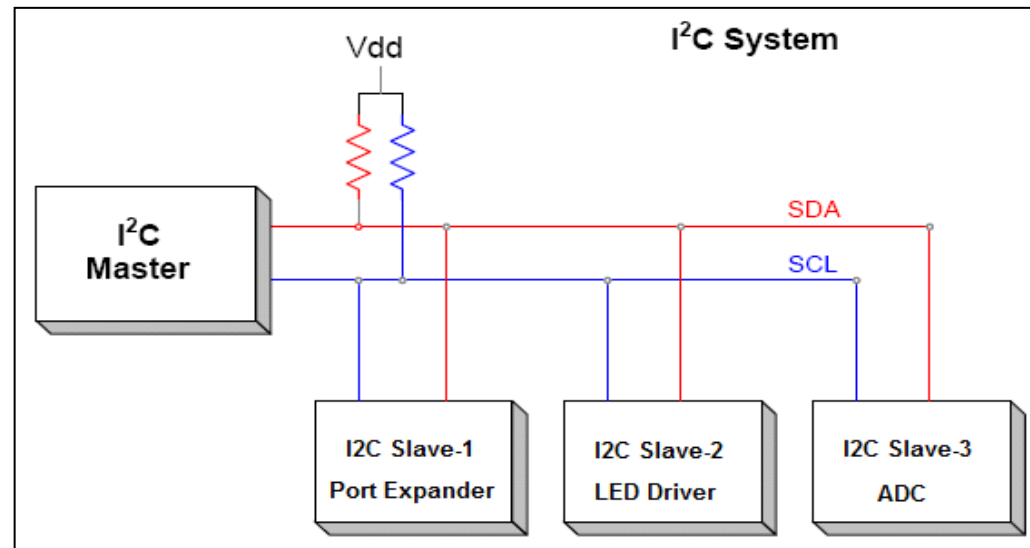 I²C System
Vdd
I²C
Master
SDA
SCL
I2C Slave-1
Port Expander
I2C Slave-2
LED Driver
I2C Slave-3
ADC